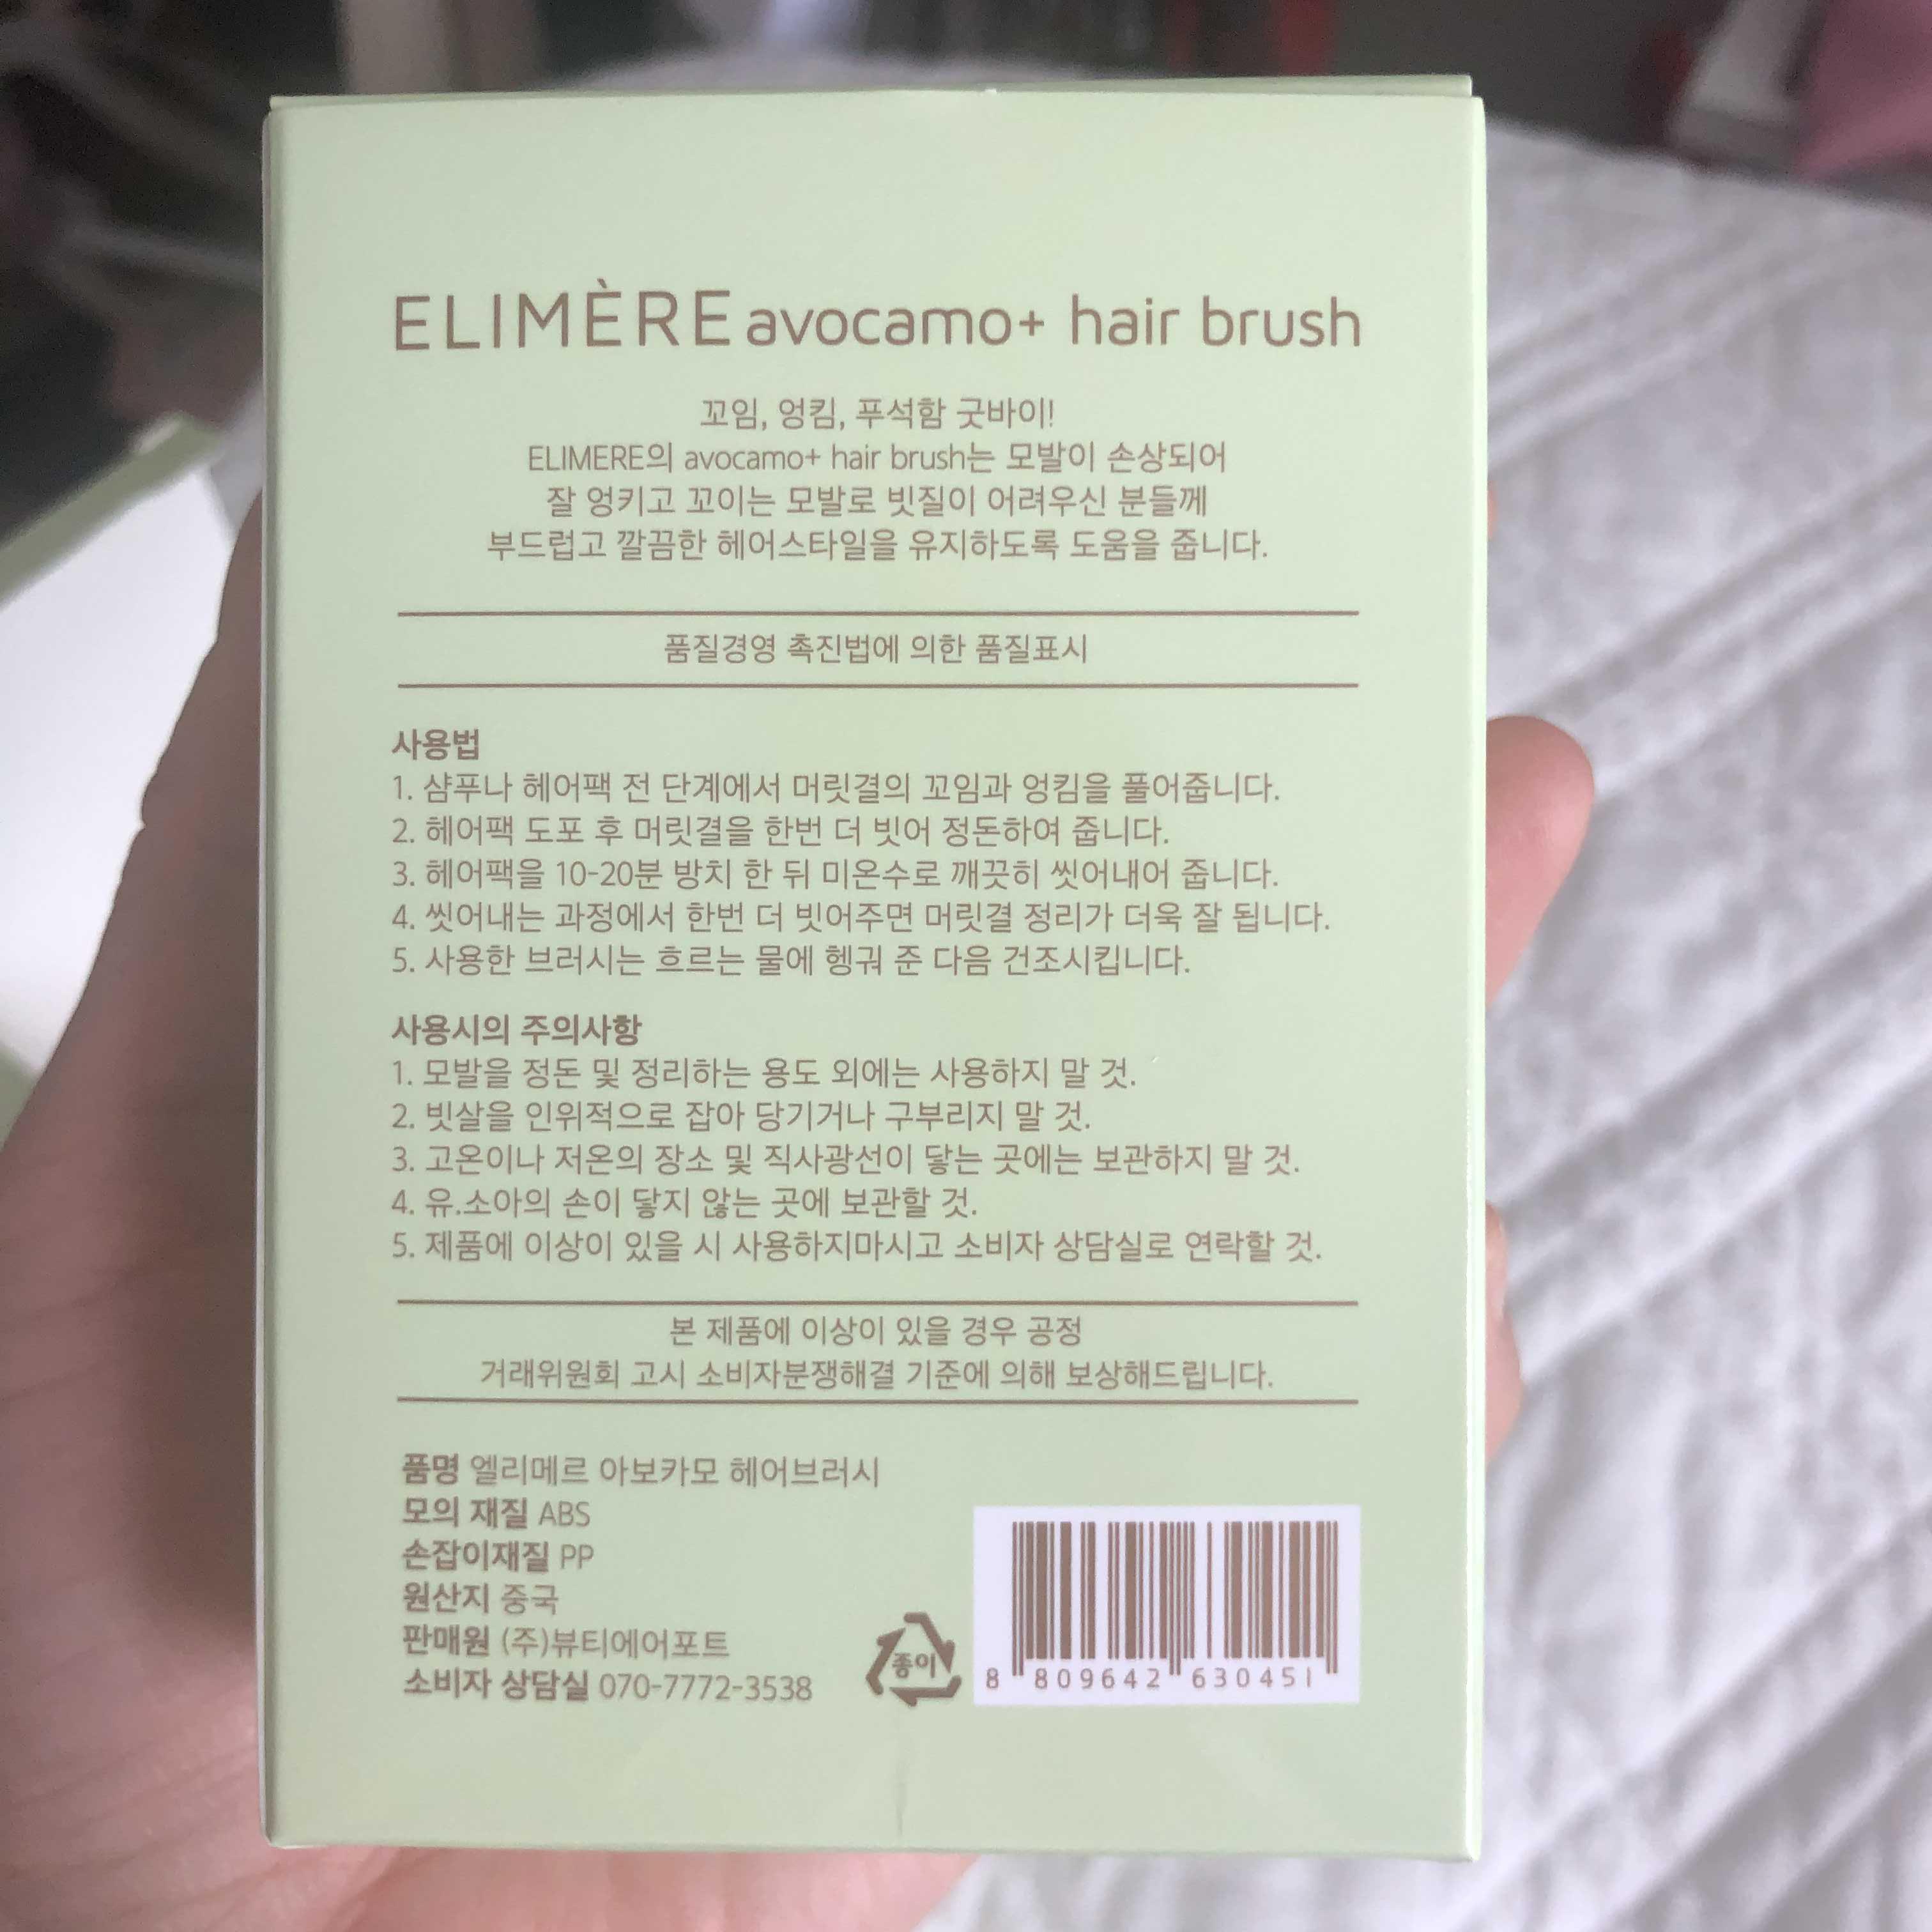 ELIMÈRE avocamo+ hair brush
꼬임, 엉킴, 푸석함 굿바이!
ELIMERE의 avocamo+ hair brush는 모발이 손상되어
잘 엉키고 꼬이는 모발로 빗질이 어려우신 분들께
부드럽고 깔끔한 헤어스타일을 유지하도록 도움을 줍니다.
품질경영 촉진법에 의한 품질표시
사용법
1. 샴푸나 헤어팩 전 단계에서 머릿결의 꼬임과 엉킴을 풀어줍니다.
2. 헤어팩 도포 후 머릿결을 한번 더 빗어 정돈하여 줍니다.
3. 헤어팩을 10-20분 방치 한 뒤 미온수로 깨끗히 씻어내어 줍니다.
4. 씻어내는 과정에서 한번 더 빗어주면 머릿결 정리가 더욱 잘 됩니다.
5. 사용한 브러시는 흐르는 물에 헹궈 준 다음 건조시킵니다.
사용시의 주의사항
1. 모발을 정돈 및 정리하는 용도 외에는 사용하지 말 것.
2. 빗살을 인위적으로 잡아 당기거나 구부리지 말 것.
3. 고온이나 저온의 장소 및 직사광선이 닿는 곳에는 보관하지 말 것.
4. 유.소아의 손이 닿지 않는 곳에 보관할 것.
5. 제품에 이상이 있을 시 사용하지마시고 소비자 상담실로 연락할 것.
본 제품에 이상이 있을 경우 공정
거래위원회 고시 소비자분쟁해결 기준에 의해 보상해드립니다.
품명 엘리메르 아보카모 헤어브러시
모의 재질 ABS
손잡이재질 PP
원산지 중국
판매원 (주)뷰티에어포트
소비자 상담실 070-7772-3538
종이
8 809642 630451